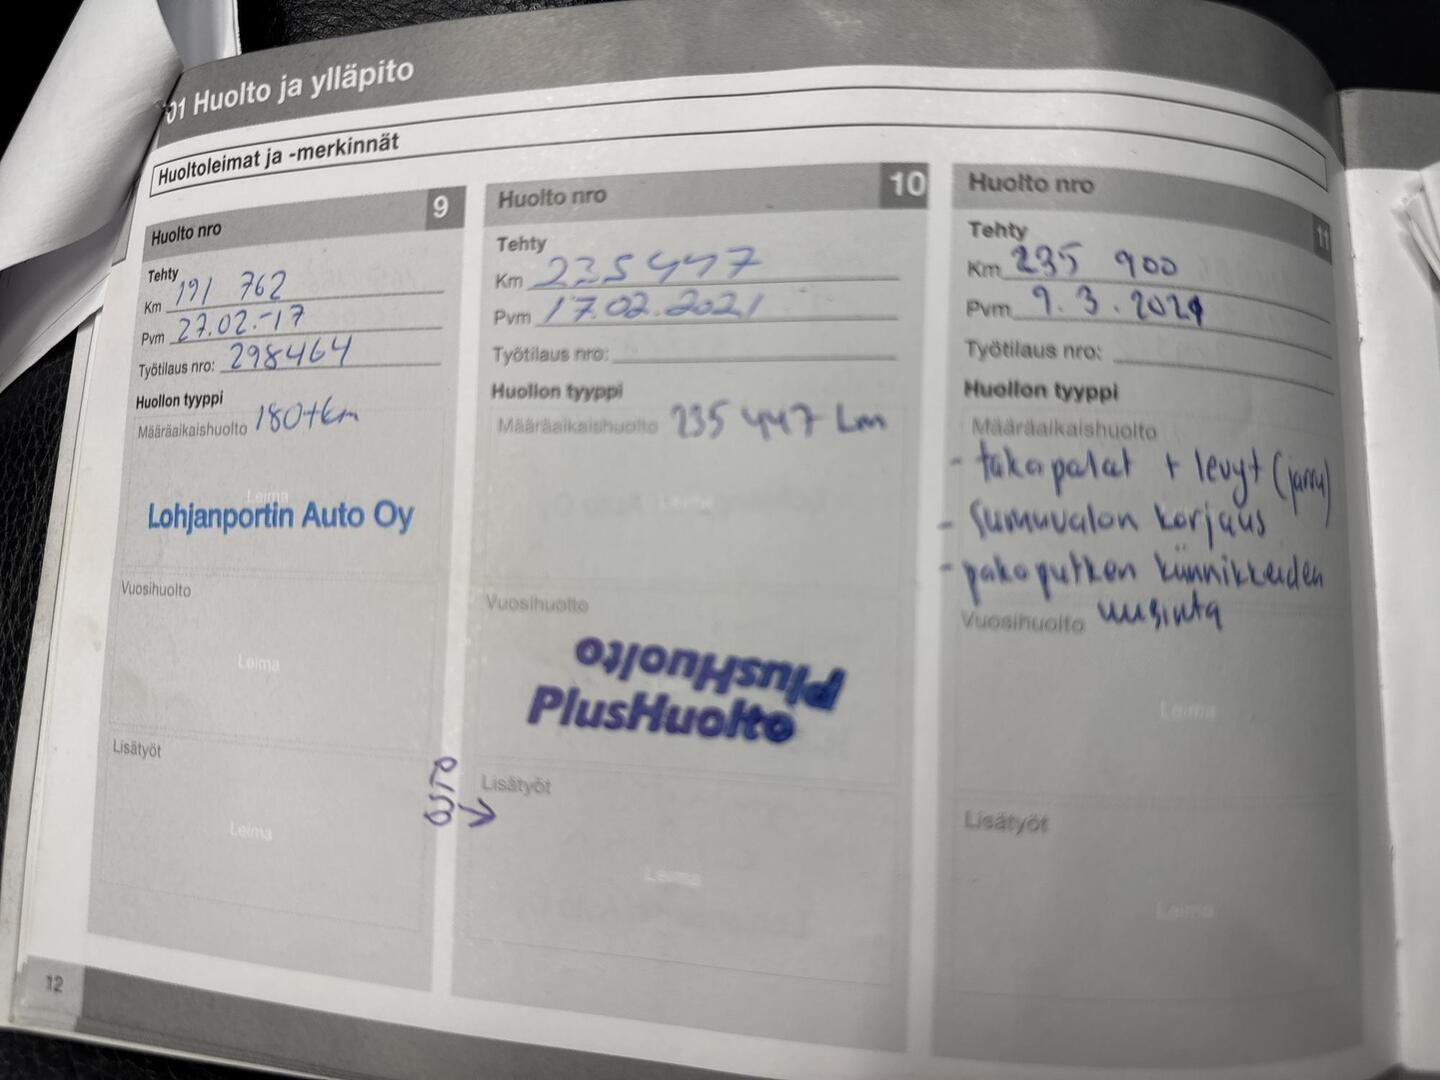 01 Huolto ja ylläpito
Huoltoleimat ja -merkinnät
Huolto nro 9
Tehty
Km 191 762
Pvm 27.02.-17
Työtilaus nro: 298464
Huollon tyyppi
Määräaikaishuolto 180tkm
Leima
Lohjanportin Auto Oy
Vuosihuolto
Leima
Lisätyöt
Leima
Huolto nro 10
Tehty
Km 235447
Pvm 17.02.2021
Työtilaus nro:
Huollon tyyppi
Määräaikaishuolto 235 447 km
Leima
Vuosihuolto
PlusHuolto
PlusHuolto
OSTO
Lisätyöt
Leima
Huolto nro 11
Tehty
Km 235 900
Pvm 9.3.2021
Työtilaus nro:
Huollon tyyppi
Määräaikaishuolto
- takapalat + levyt (jarru)
- Sumuvalon korjaus
- pakoputken kännikkeiden
Vuosihuolto uusinta
Leima
Lisätyöt
Leima
12